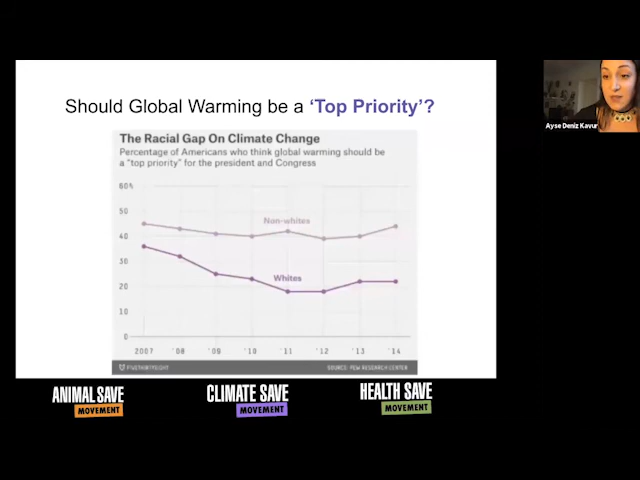 Should Global Warming be a 'Top Priority'?
The Racial Gap On Climate Change
Percentage of Americans who think global warming should be
a "top priority" for the president and Congress
60%
50
40
30
20
10
0
Non-whites
Whites
2007 '08 '09 '10 '11 '12 '13 '14
FIVETHIRTYEIGHT SOURCE: PEW RESEARCH CENTER
Ayse Deniz Kavur
ANIMAL SAVE
MOVEMENT
CLIMATE SAVE
MOVEMENT
HEALTH SAVE
MOVEMENT